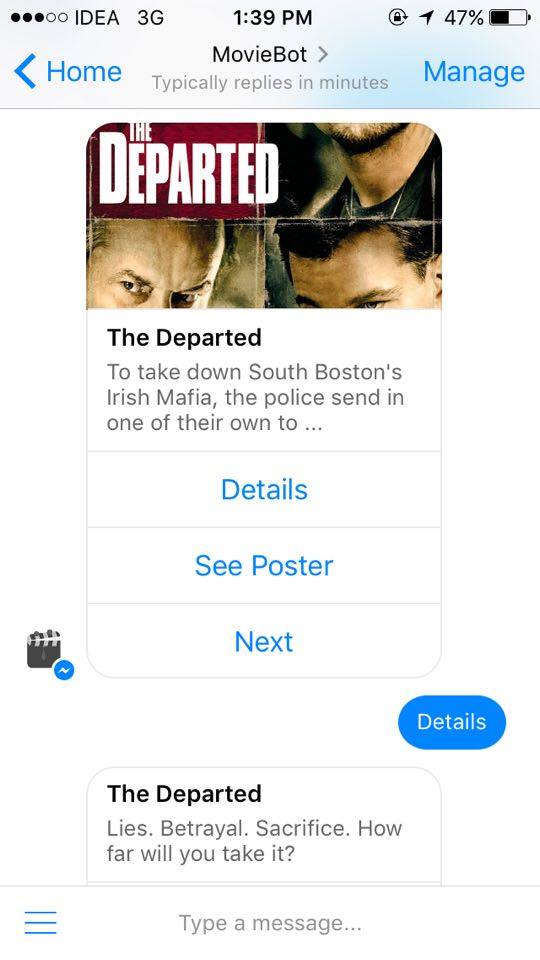 IDEA 3G 1:39 PM 47%
MovieBot
Home Typically replies in minutes Manage
THE
DEPARTED
The Departed
To take down South Boston's
Irish Mafia, the police send in
one of their own to ...
Details
See Poster
Next
Details
The Departed
Lies. Betrayal. Sacrifice. How
far will you take it?
Type a message...